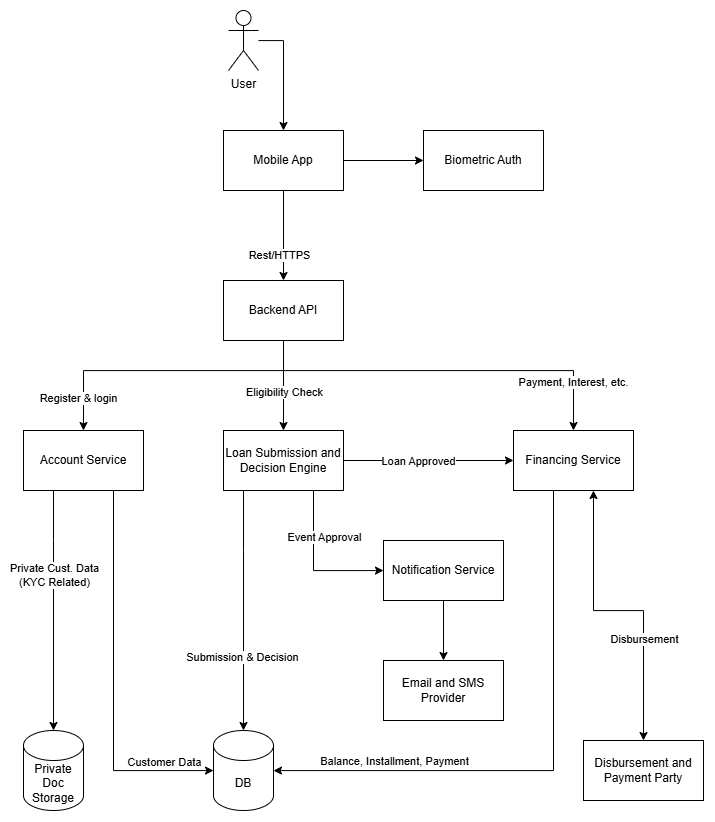 User
Mobile App
Biometric Auth
Rest/HTTPS
Backend API
Register & login
Eligibility Check
Payment, Interest, etc.
Account Service
Loan Submission and
Decision Engine
Loan Approved
Financing Service
Event Approval
Private Cust. Data
(KYC Related)
Notification Service
Submission & Decision
Disbursement
Email and SMS
Provider
Private
Doc
Storage
Customer Data
DB
Balance, Installment, Payment
Disbursement and
Payment Party